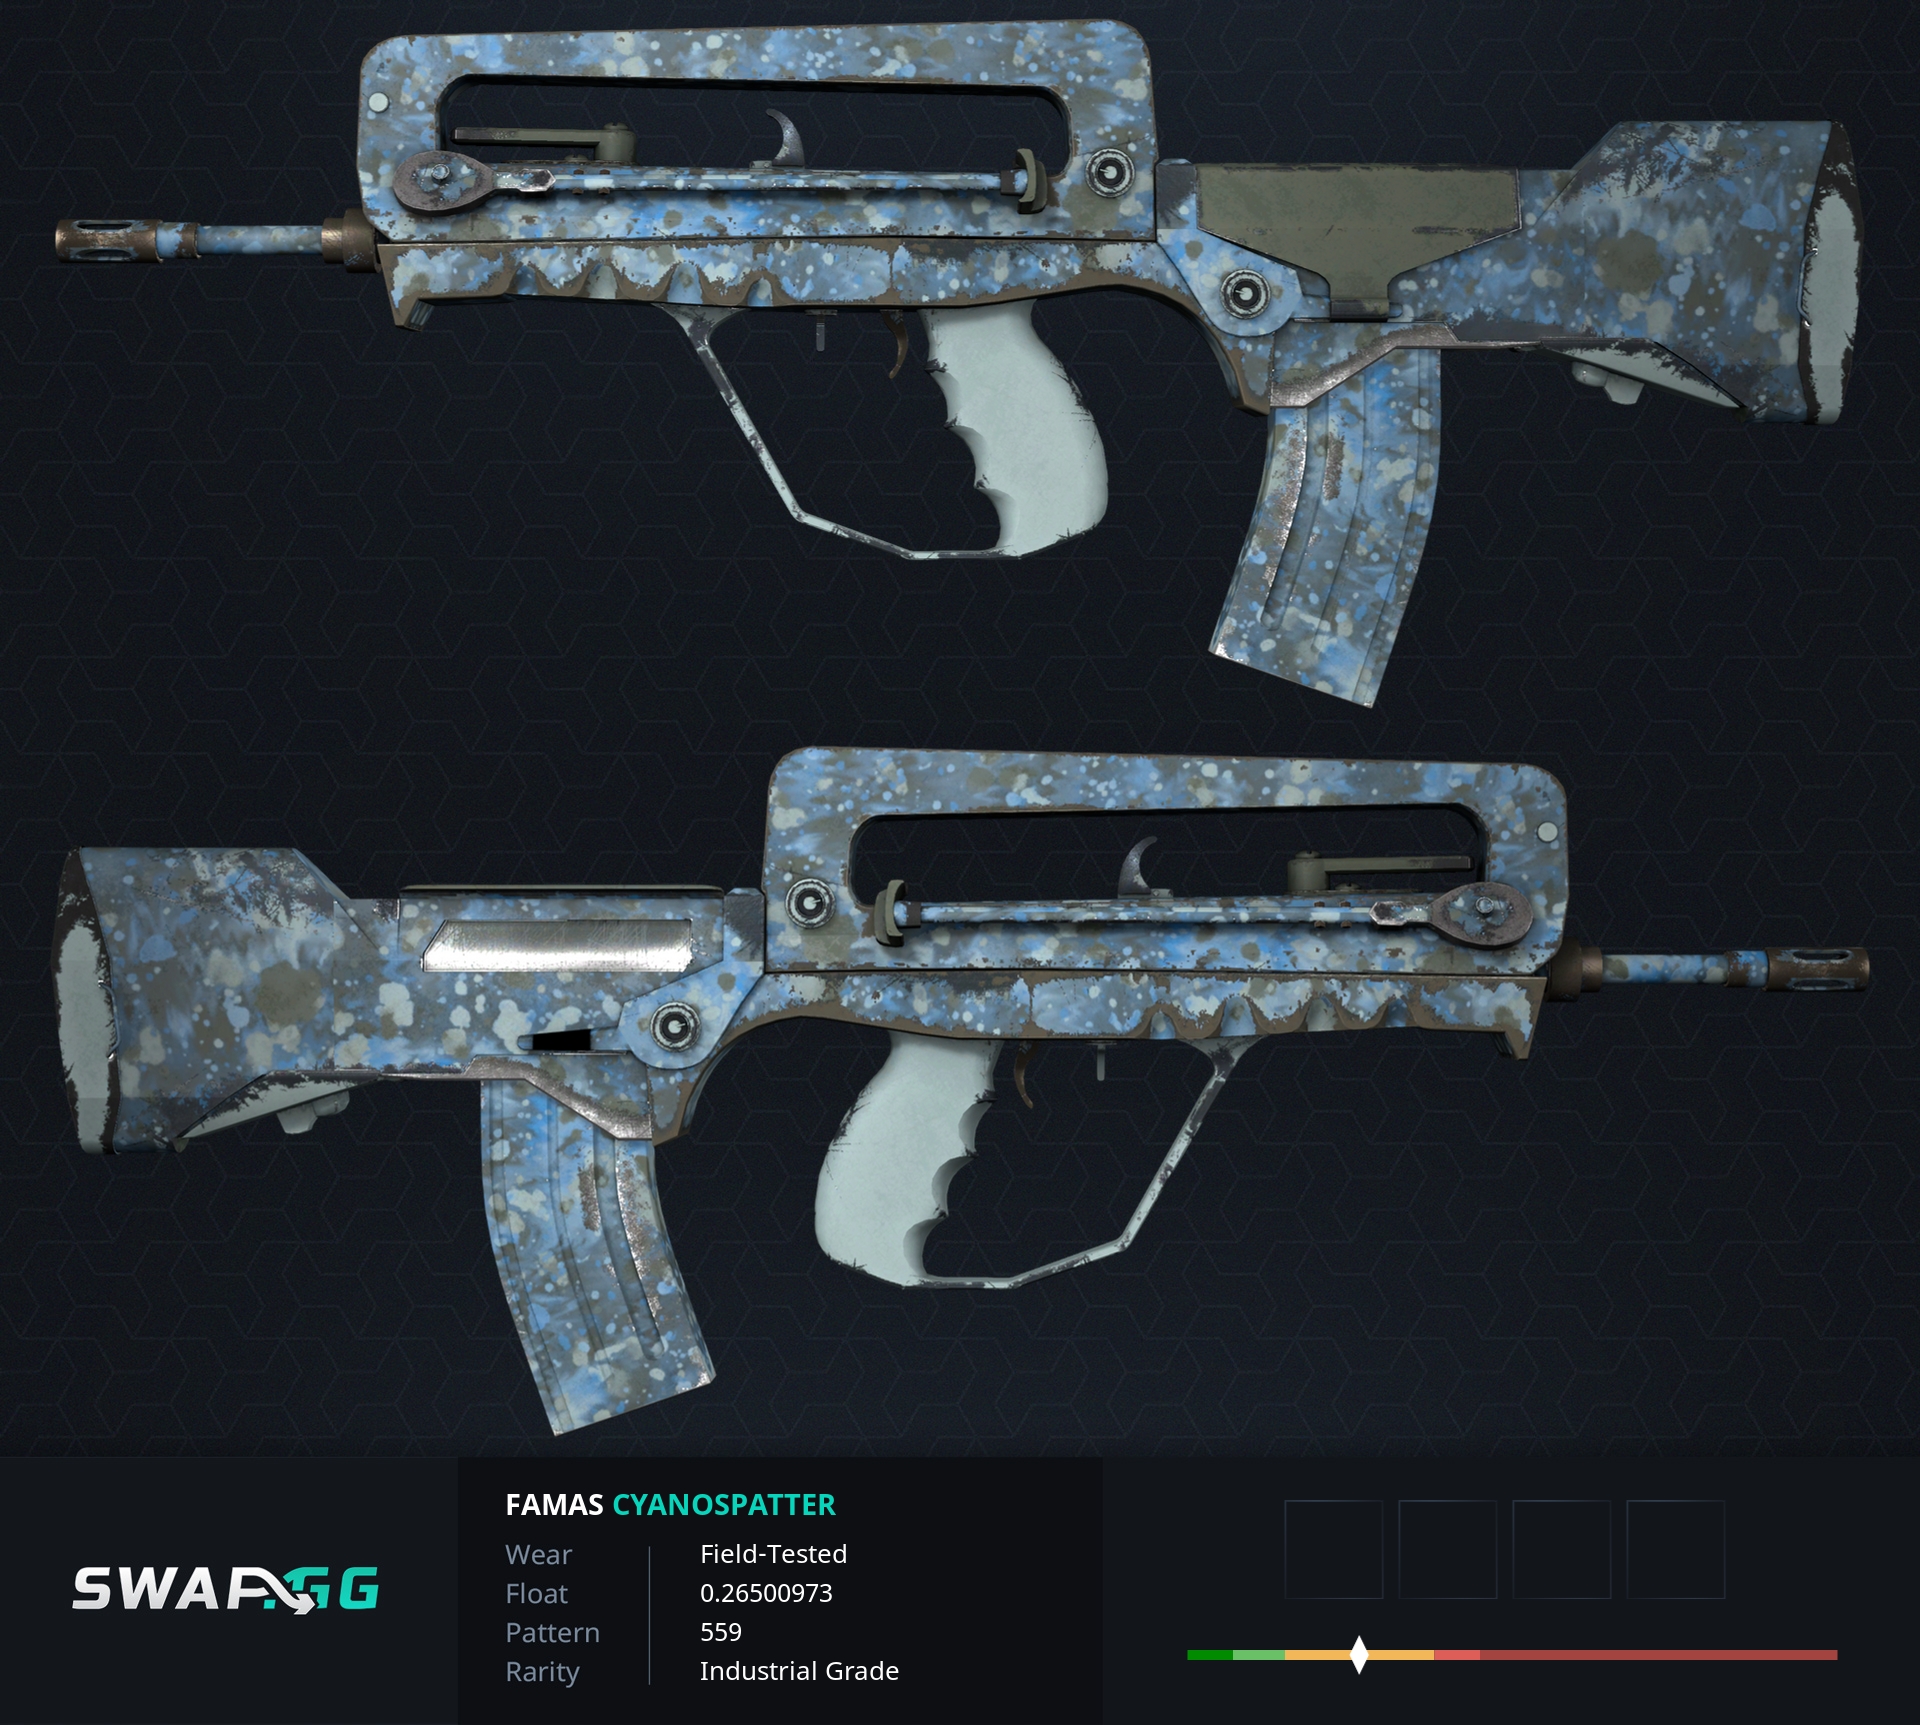 FAMAS CYANOSPATTER
Wear Field-Tested
Float 0.26500973
Pattern 559
Rarity Industrial Grade
SWAP.GG